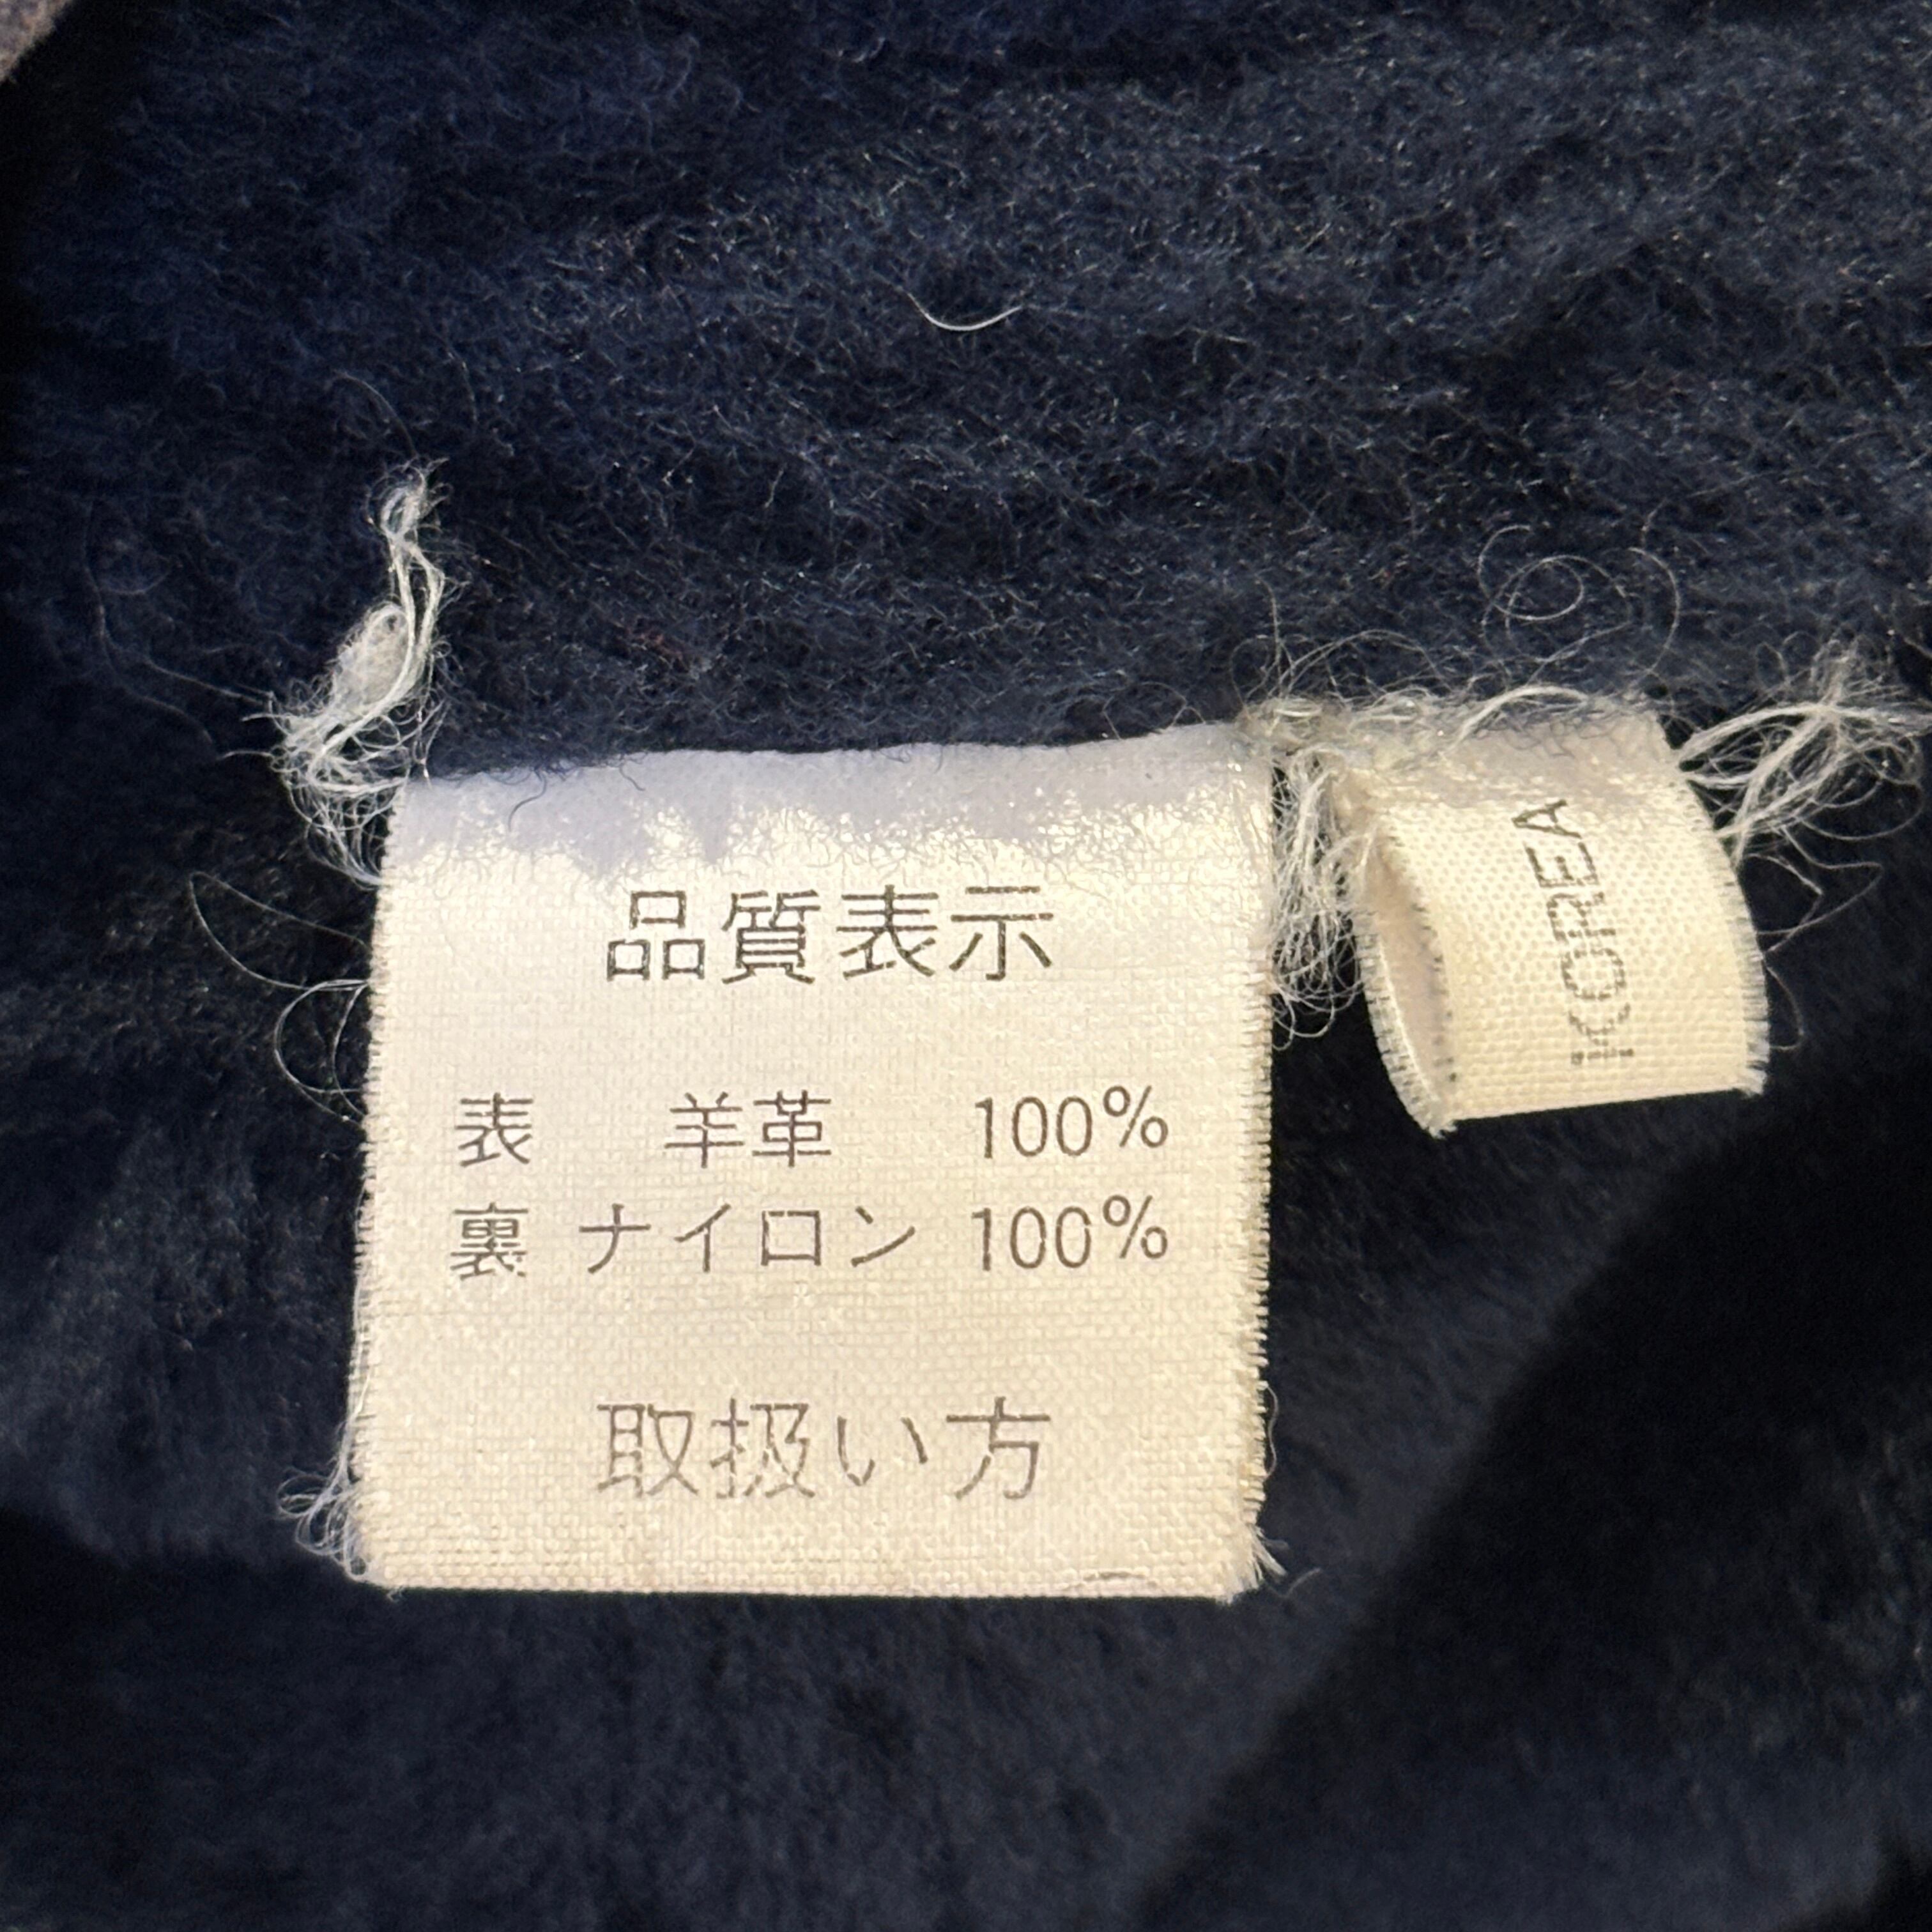 品質表示
表 羊革 100%
裏 ナイロン 100%
取扱い方
KOREA